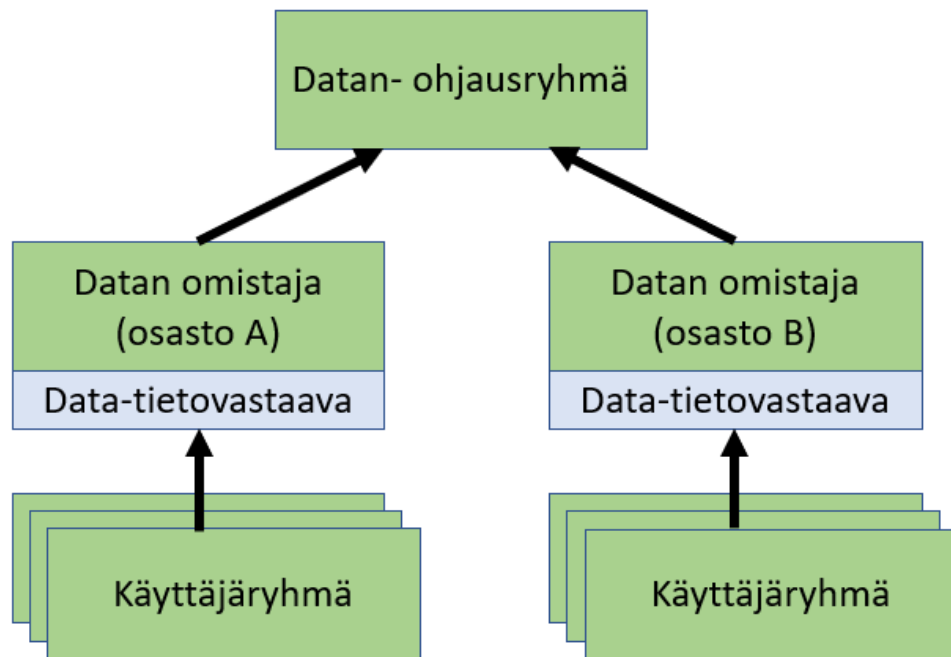 Datan- ohjausryhmä
Datan omistaja
(osasto A)
Data-tietovastaava
Datan omistaja
(osasto B)
Data-tietovastaava
Käyttäjäryhmä
Käyttäjäryhmä